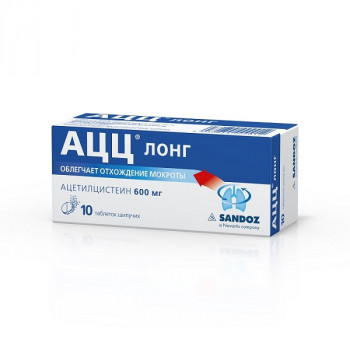 АЦЦ® ЛОНГ
ОБЛЕГЧАЕТ ОТХОЖДЕНИЕ МОКРОТЫ
АЦЕТИЛЦИСТЕИН 600 мг
10 таблеток шипучих
SANDOZ
a Novartis company